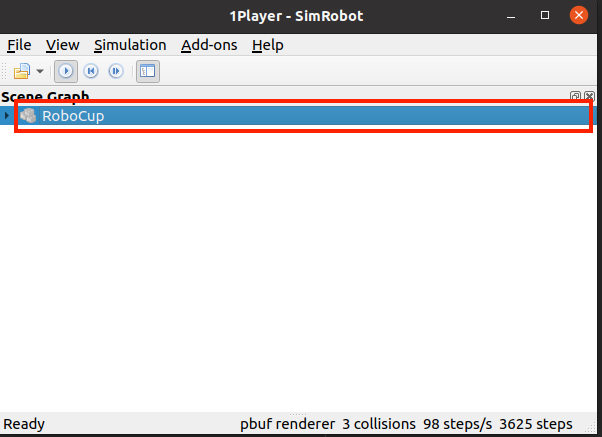 1Player - SimRobot
File View Simulation Add-ons Help
Scene Graph
RoboCup
Ready pbuf renderer 3 collisions 98 steps/s 3625 steps